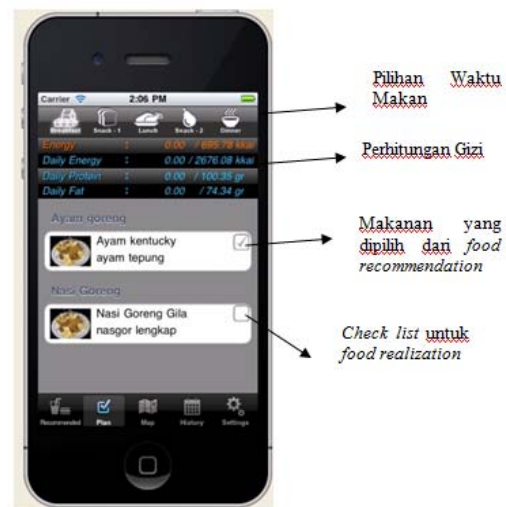 Carrier 2:06 PM
Breakfast Snack - 1 Lunch Snack - 2 Dinner
Energy : 0.00 / 695.78 kkal
Daily Energy : 0.00 / 2676.08 kkal
Daily Protein : 0.00 / 100.35 gr
Daily Fat : 0.00 / 74.34 gr
Ayam goreng
Ayam kentucky
ayam tepung
Nasi Goreng
Nasi Goreng Gila
nasgor lengkap
Recommended Plan Map History Settings
Pilihan Waktu
Makan
Perhitungan Gizi
Makanan yang
dipilih dari food
recommendation
Check list untuk
food realization